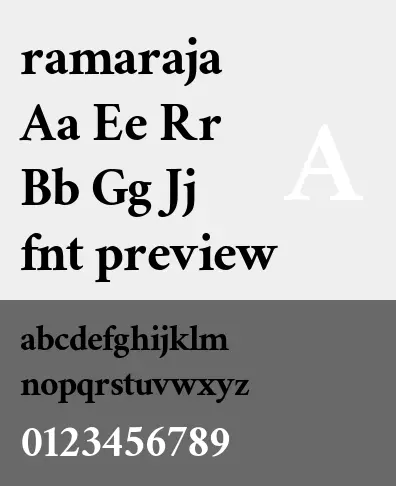 ramaraja
Aa Ee Rr
Bb Gg Jj
A
fnt preview
abcdefghijklm
nopqrstuvwxyz
0123456789